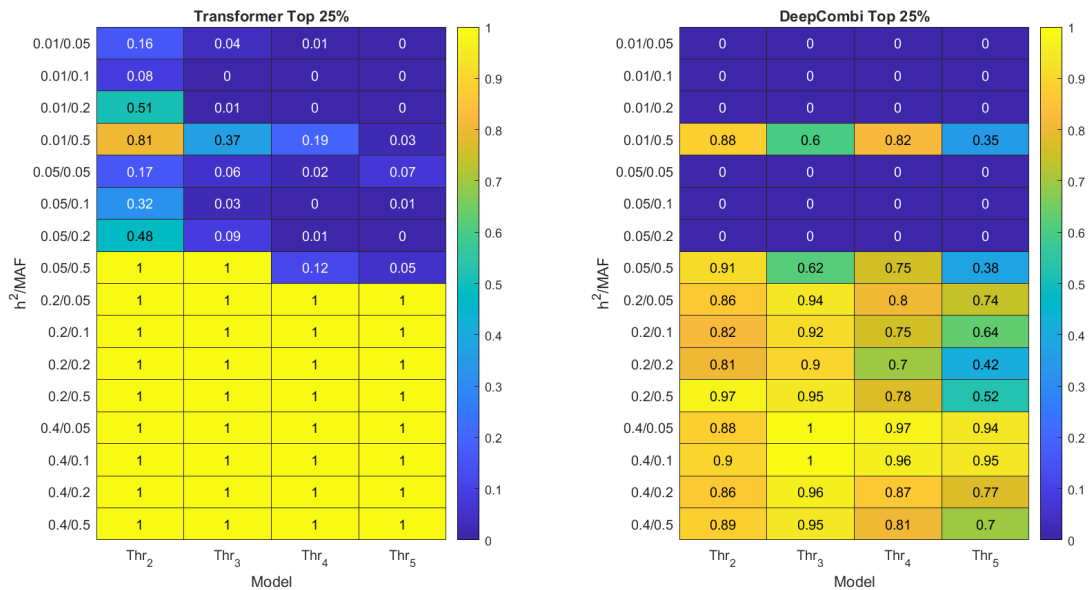 Transformer Top 25%
h²/MAF
0.01/0.05 0.16 0.04 0.01 0
0.01/0.1 0.08 0 0 0
0.01/0.2 0.51 0.01 0 0
0.01/0.5 0.81 0.37 0.19 0.03
0.05/0.05 0.17 0.06 0.02 0.07
0.05/0.1 0.32 0.03 0 0.01
0.05/0.2 0.48 0.09 0.01 0
0.05/0.5 1 1 0.12 0.05
0.2/0.05 1 1 1 1
0.2/0.1 1 1 1 1
0.2/0.2 1 1 1 1
0.2/0.5 1 1 1 1
0.4/0.05 1 1 1 1
0.4/0.1 1 1 1 1
0.4/0.2 1 1 1 1
0.4/0.5 1 1 1 1
Thr₂ Thr₃ Thr₄ Thr₅
Model
1
0.9
0.8
0.7
0.6
0.5
0.4
0.3
0.2
0.1
0
DeepCombi Top 25%
h²/MAF
0.01/0.05 0 0 0 0
0.01/0.1 0 0 0 0
0.01/0.2 0 0 0 0
0.01/0.5 0.88 0.6 0.82 0.35
0.05/0.05 0 0 0 0
0.05/0.1 0 0 0 0
0.05/0.2 0 0 0 0
0.05/0.5 0.91 0.62 0.75 0.38
0.2/0.05 0.86 0.94 0.8 0.74
0.2/0.1 0.82 0.92 0.75 0.64
0.2/0.2 0.81 0.9 0.7 0.42
0.2/0.5 0.97 0.95 0.78 0.52
0.4/0.05 0.88 1 0.97 0.94
0.4/0.1 0.9 1 0.96 0.95
0.4/0.2 0.86 0.96 0.87 0.77
0.4/0.5 0.89 0.95 0.81 0.7
Thr₂ Thr₃ Thr₄ Thr₅
Model
1
0.9
0.8
0.7
0.6
0.5
0.4
0.3
0.2
0.1
0